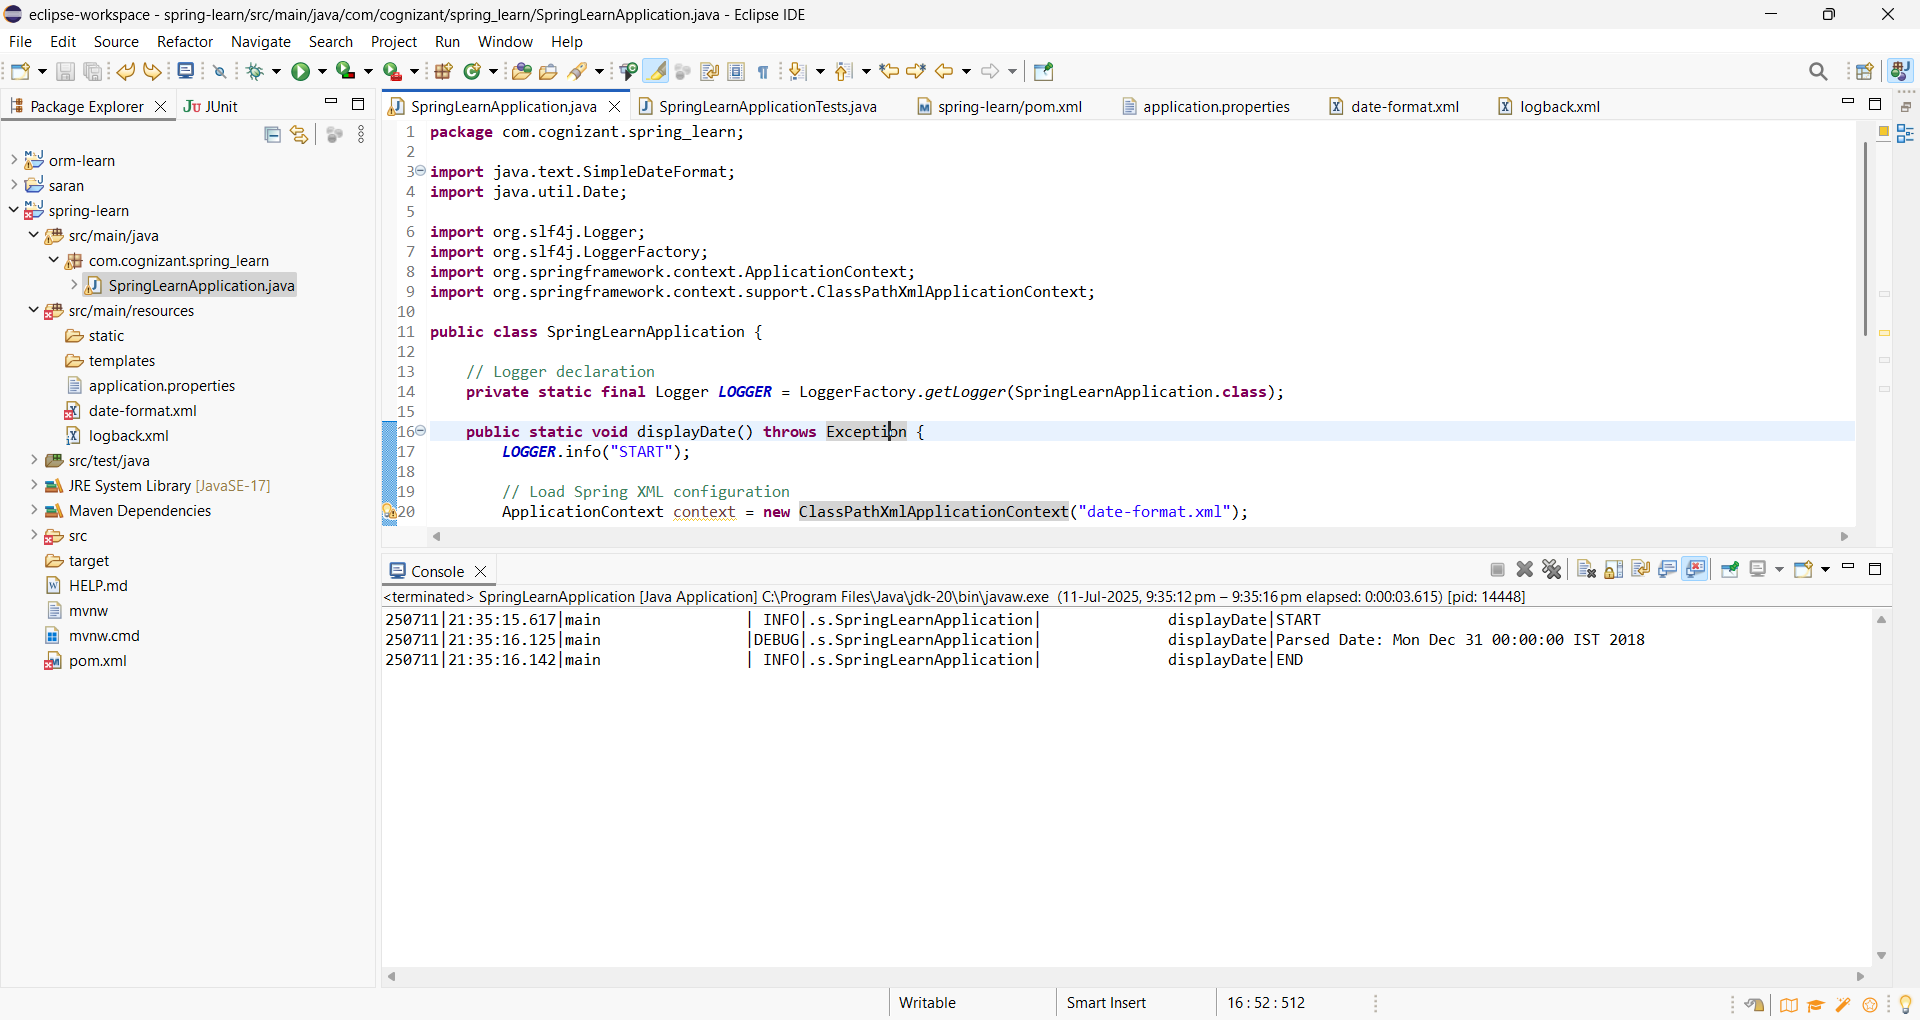 eclipse-workspace - spring-learn/src/main/java/com/cognizant/spring_learn/SpringLearnApplication.java - Eclipse IDE
File Edit Source Refactor Navigate Search Project Run Window Help
Package Explorer
JUnit
orm-learn
saran
spring-learn
src/main/java
com.cognizant.spring_learn
SpringLearnApplication.java
src/main/resources
static
templates
application.properties
date-format.xml
logback.xml
src/test/java
JRE System Library [JavaSE-17]
Maven Dependencies
src
target
HELP.md
mvnw
mvnw.cmd
pom.xml
SpringLearnApplication.java SpringLearnApplicationTests.java spring-learn/pom.xml application.properties date-format.xml logback.xml
1 package com.cognizant.spring_learn;
2
3 import java.text.SimpleDateFormat;
4 import java.util.Date;
5
6 import org.slf4j.Logger;
7 import org.slf4j.LoggerFactory;
8 import org.springframework.context.ApplicationContext;
9 import org.springframework.context.support.ClassPathXmlApplicationContext;
10
11 public class SpringLearnApplication {
12
13 // Logger declaration
14 private static final Logger LOGGER = LoggerFactory.getLogger(SpringLearnApplication.class);
15
16 public static void displayDate() throws Exception {
17 LOGGER.info("START");
18
19 // Load Spring XML configuration
20 ApplicationContext context = new ClassPathXmlApplicationContext("date-format.xml");
Console
<terminated> SpringLearnApplication [Java Application] C:\Program Files\Java\jdk-20\bin\javaw.exe (11-Jul-2025, 9:35:12 pm – 9:35:16 pm elapsed: 0:00:03.615) [pid: 14448]
250711|21:35:15.617|main | INFO|.s.SpringLearnApplication| displayDate|START
250711|21:35:16.125|main |DEBUG|.s.SpringLearnApplication| displayDate|Parsed Date: Mon Dec 31 00:00:00 IST 2018
250711|21:35:16.142|main | INFO|.s.SpringLearnApplication| displayDate|END
Writable Smart Insert 16 : 52 : 512